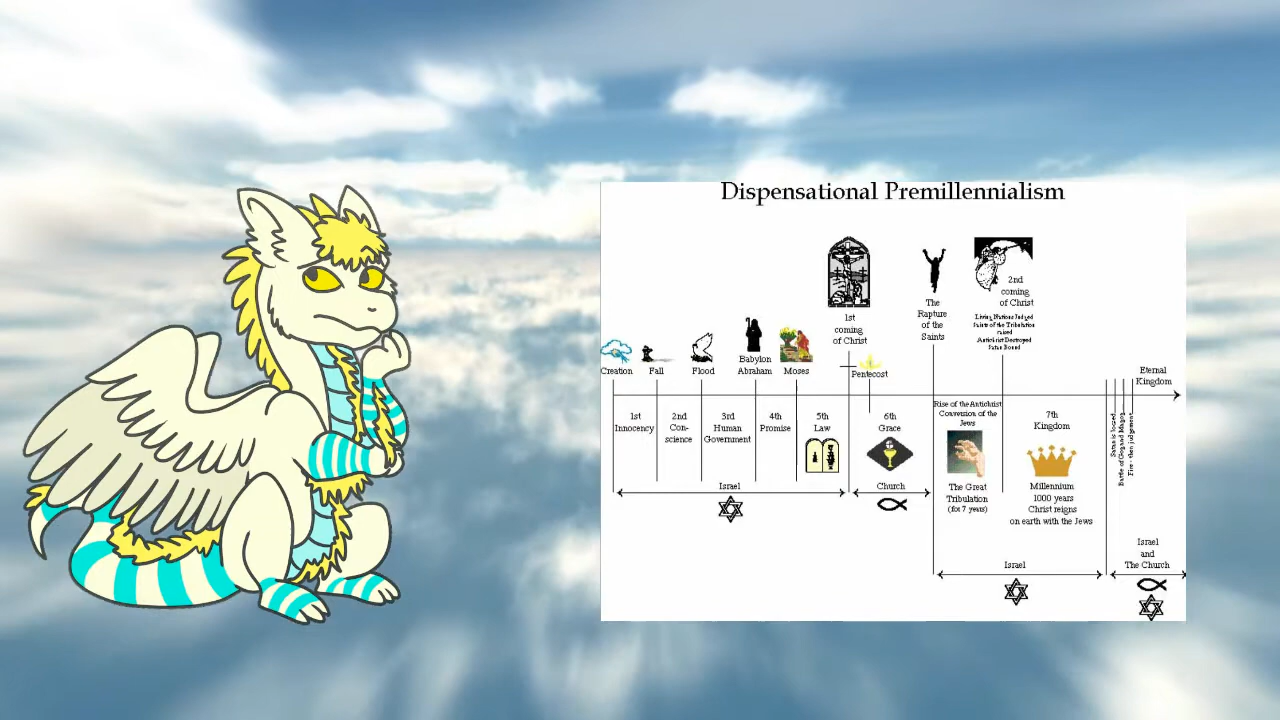 Dispensational Premillennialism
2nd
coming
of Christ
The
Rapture
of the
Saints
1st
coming
of Christ
Living Nations Judged
Saints of the Tribulation
raised
Antichrist Destroyed
Satan Bound
Creation
Fall
Flood
Babylon
Abraham
Moses
Pentecost
Eternal
Kingdom
1st
Innocency
2nd
Con-
science
3rd
Human
Government
4th
Promise
5th
Law
6th
Grace
Rise of the Antichrist
Conversion of the
Jews
7th
Kingdom
Satan is loosed
Battle of Gog and Magog
Fire - then judgement
Israel
Church
The Great
Tribulation
(for 7 years)
Millennium
1000 years
Christ reigns
on earth with the Jews
Israel
Israel
and
The Church